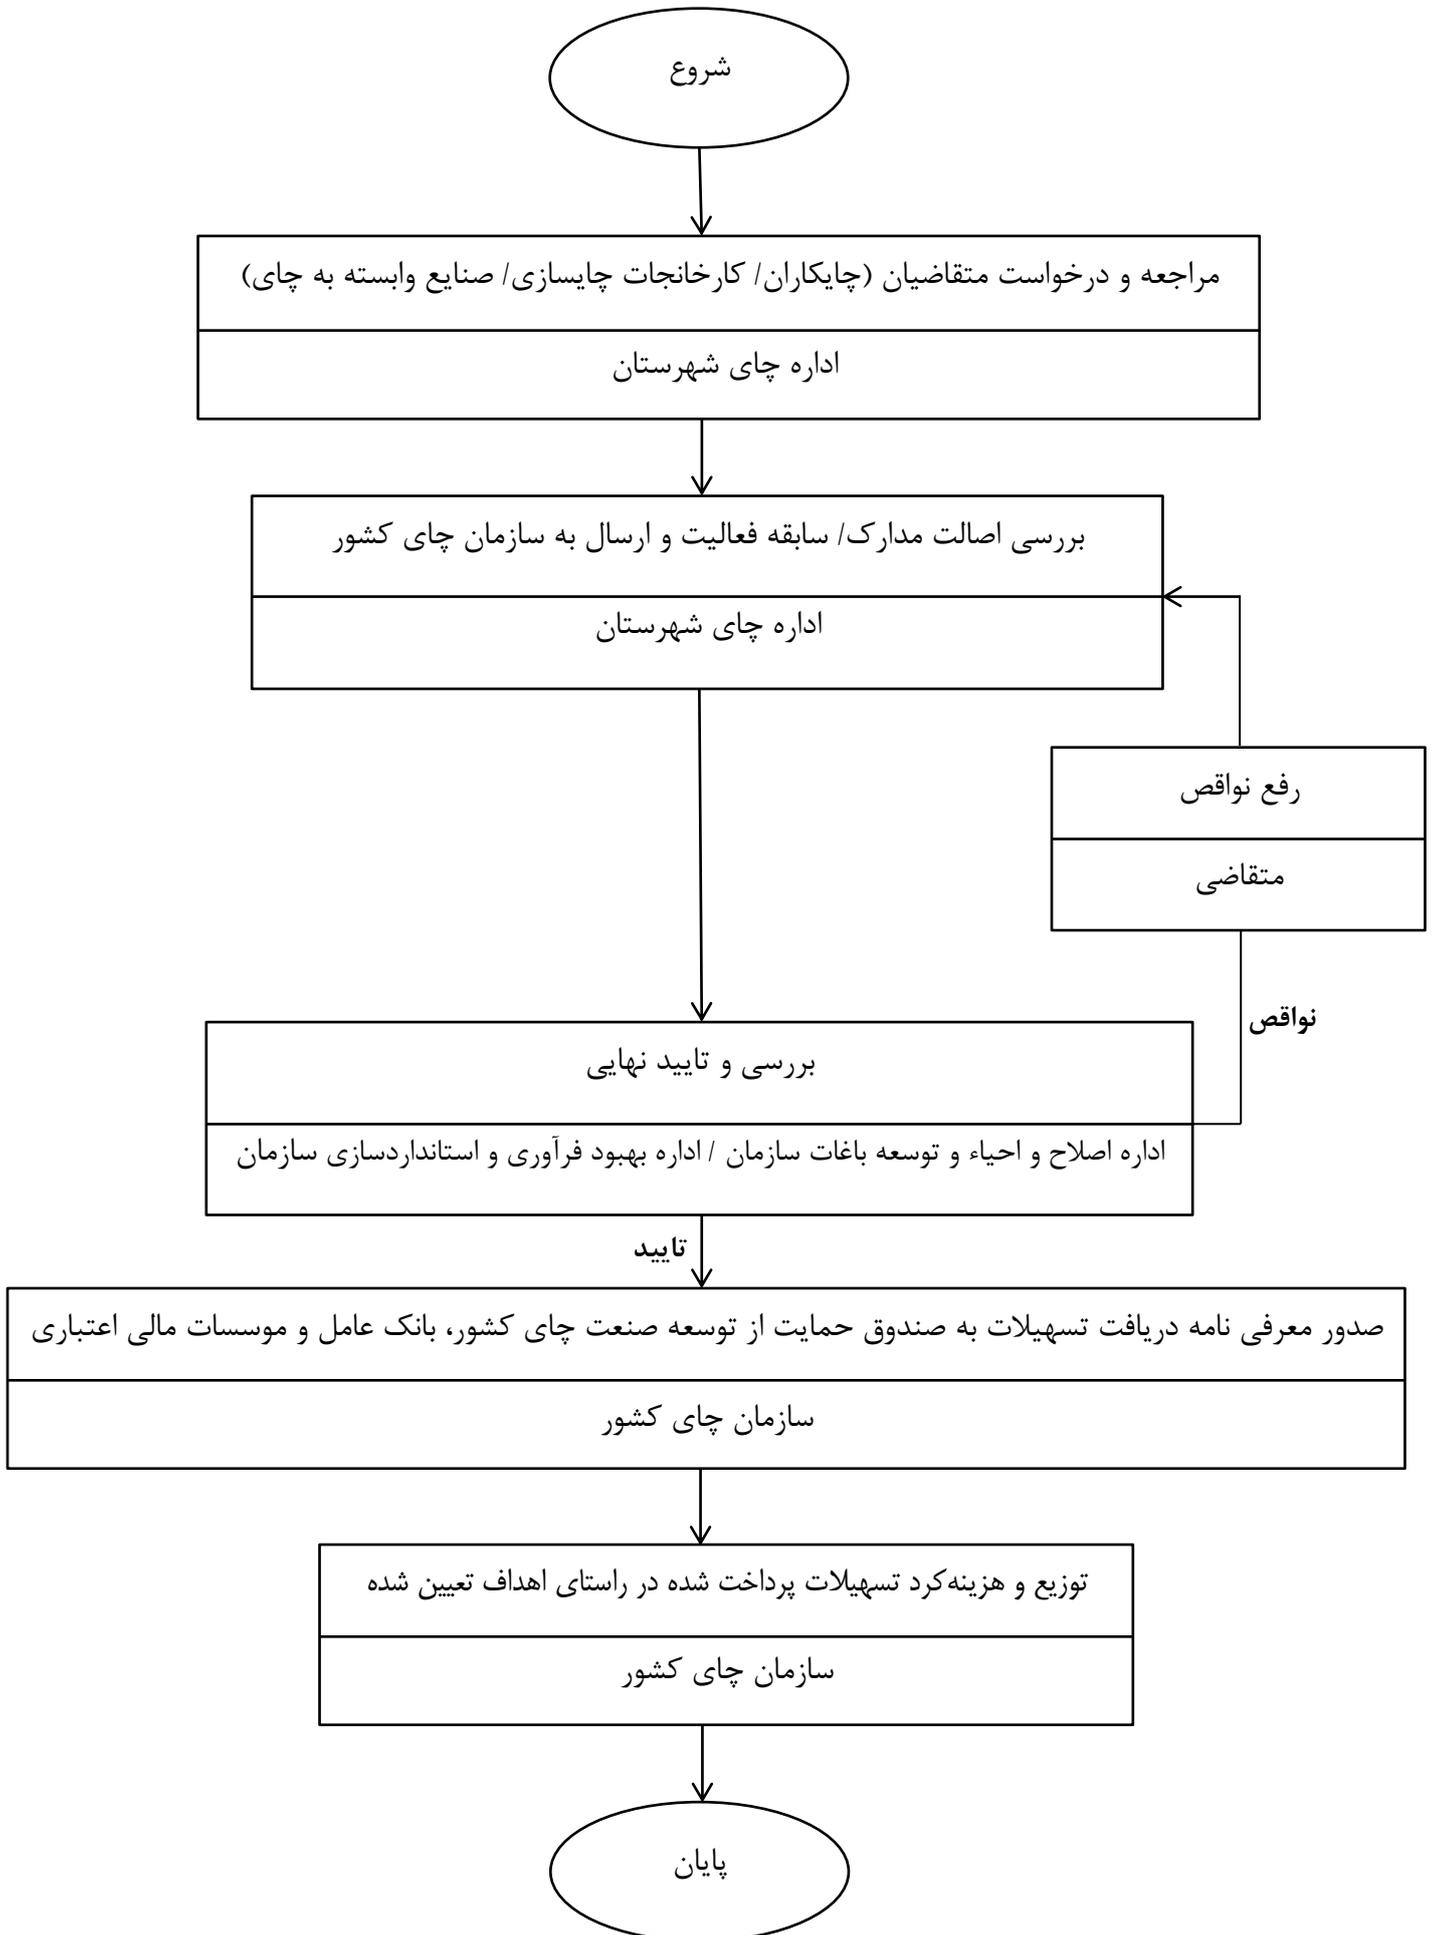 شروع
مراجعه و درخواست متقاضیان (چایکاران/ کارخانجات چایسازی/ صنایع وابسته به چای)
اداره چای شهرستان
بررسی اصالت مدارک/ سابقه فعالیت و ارسال به سازمان چای کشور
اداره چای شهرستان
رفع نواقص
متقاضی
نواقص
بررسی و تایید نهایی
اداره اصلاح و احیاء و توسعه باغات سازمان / اداره بهبود فرآوری و استانداردسازی سازمان
تایید
صدور معرفی نامه دریافت تسهیلات به صندوق حمایت از توسعه صنعت چای کشور، بانک عامل و موسسات مالی اعتباری
سازمان چای کشور
توزیع و هزینه‌کرد تسهیلات پرداخت شده در راستای اهداف تعیین شده
سازمان چای کشور
پایان